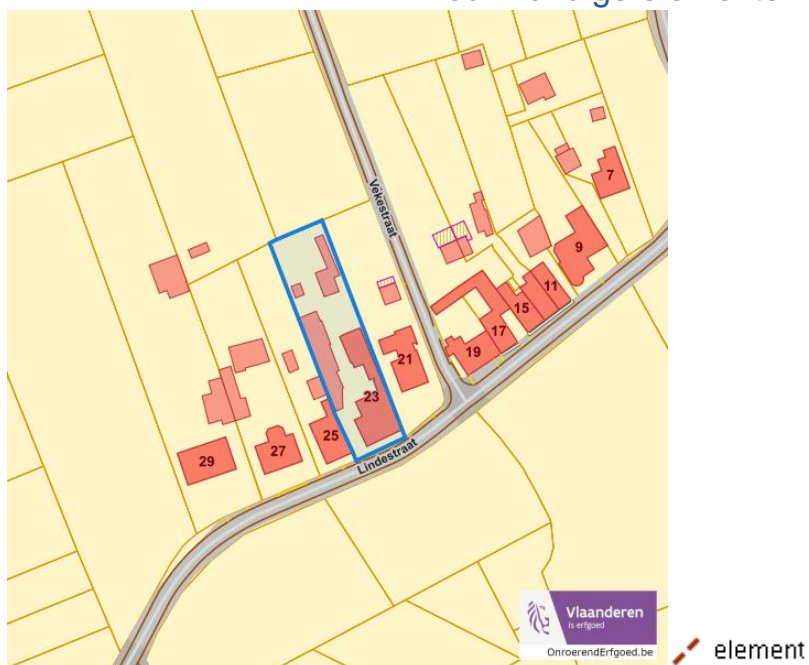 Vekestraat
7
9
11
15
17
19
21
23
25
27
29
Lindestraat
Vlaanderen
is erfgoed
OnroerendErfgoed.be
element